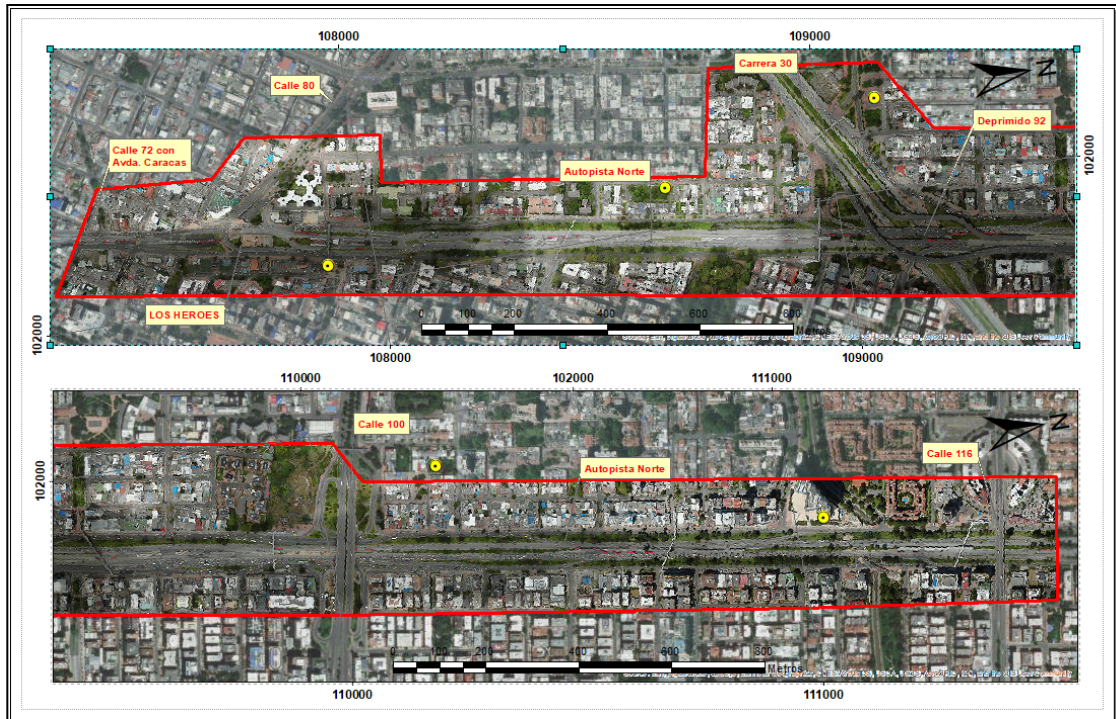 108000
109000
Carrera 30
Calle 80
N
Deprimido 92
Calle 72 con
Avda. Caracas
Autopista Norte
102000
LOS HEROES
0 100 200 400 600 800
Metros
102000
108000
109000
110000
102000
111000
N
Calle 100
Calle 116
Autopista Norte
102000
0 100 200 400 600 800
Metros
110000
111000